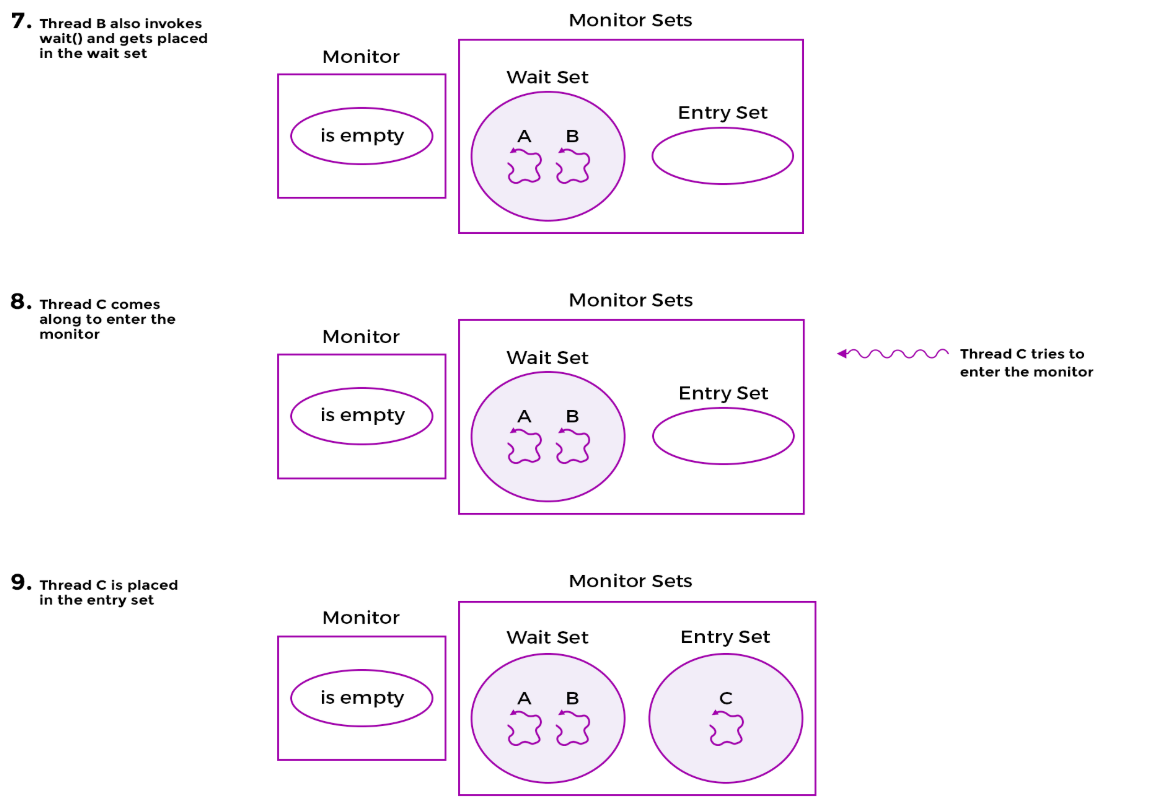 7. Thread B also invokes
wait() and gets placed
in the wait set
Monitor Sets
Monitor
is empty
Wait Set
A B
Entry Set
8. Thread C comes
along to enter the
monitor
Monitor Sets
Monitor
is empty
Wait Set
A B
Entry Set
Thread C tries to
enter the monitor
9. Thread C is placed
in the entry set
Monitor Sets
Monitor
is empty
Wait Set
A B
Entry Set
C